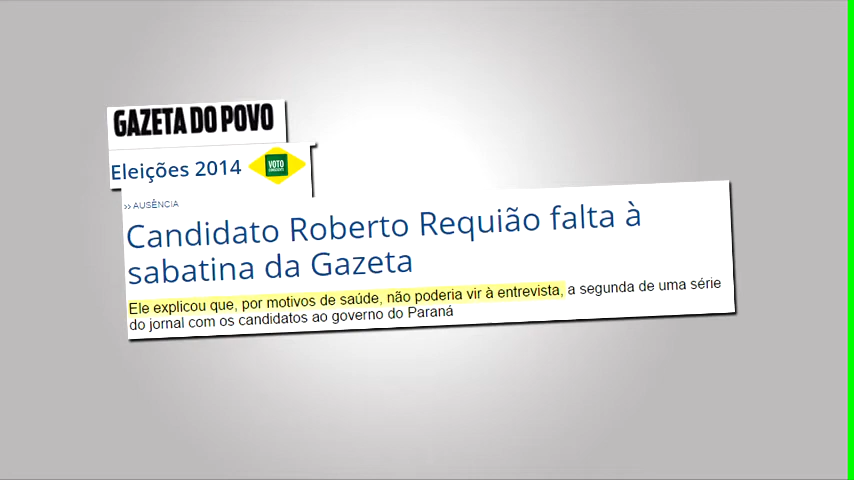 GAZETA DO POVO
Eleições 2014
VOTO
CONSCIENTE
>> AUSÊNCIA
Candidato Roberto Requião falta à
sabatina da Gazeta
Ele explicou que, por motivos de saúde, não poderia vir à entrevista, a segunda de uma série
do jornal com os candidatos ao governo do Paraná